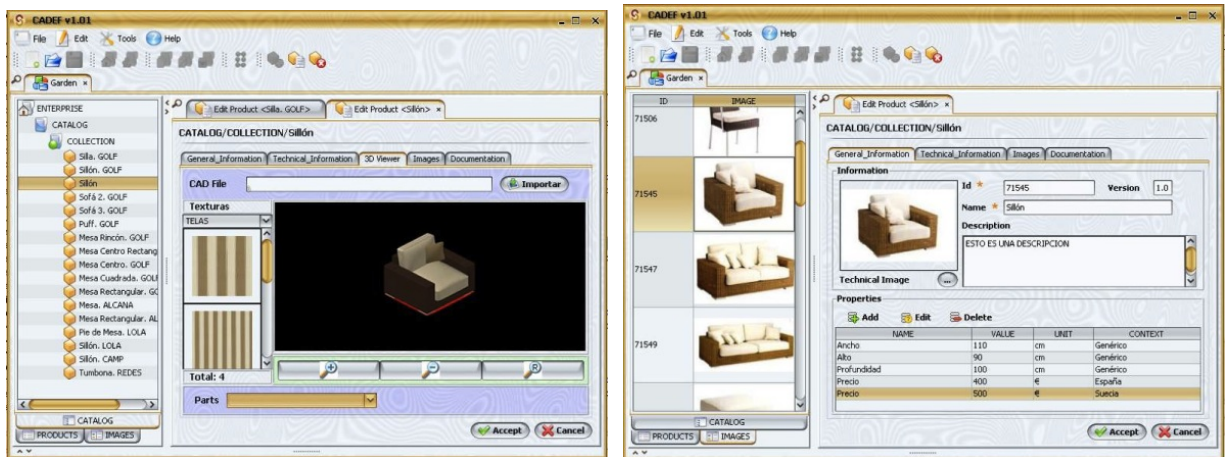 CADEF v1.01
File Edit Tools Help
Garden ×
ENTERPRISE
CATALOG
COLLECTION
Silla. GOLF
Sillón. GOLF
Sillón
Sofá 2. GOLF
Sofá 3. GOLF
Puff. GOLF
Mesa Rincón. GOLF
Mesa Centro Rectang
Mesa Centro. GOLF
Mesa Cuadrada. GOLF
Mesa Rectangular. GO
Mesa. ALCANA
Mesa Rectangular. AL
Pie de Mesa. LOLA
Sillón. LOLA
Sillón. CAMP
Tumbona. REDES
CATALOG
PRODUCTS IMAGES
Edit Product <Silla. GOLF> Edit Product <Sillón> ×
CATALOG/COLLECTION/Sillón
General_Information Technical_Information 3D Viewer Images Documentation
CAD File Importar
Texturas
TELAS
Total: 4
R
Parts
Accept Cancel
CADEF v1.01
File Edit Tools Help
Garden ×
ID IMAGE
71506
71545
71547
71549
CATALOG
PRODUCTS IMAGES
Edit Product <Sillón> ×
CATALOG/COLLECTION/Sillón
General_Information Technical_Information Images Documentation
Information
Id * 71545 Version 1.0
Name * Sillón
Description
ESTO ES UNA DESCRIPCION
Technical Image ...
Properties
Add Edit Delete
NAME VALUE UNIT CONTEXT
Ancho 110 cm Genérico
Alto 90 cm Genérico
Profundidad 100 cm Genérico
Precio 400 € España
Precio 500 € Suecia
Accept Cancel